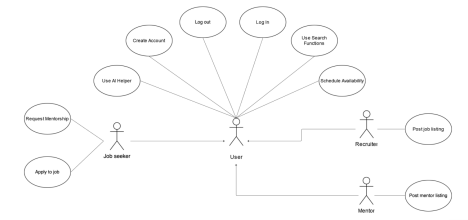 Log out
Log in
Create Account
Use Search
Functions
Use AI Helper
Schedule Availability
Request Mentorship
Apply to job
Job seeker
User
Recruiter
Post job listing
Mentor
Post mentor listing